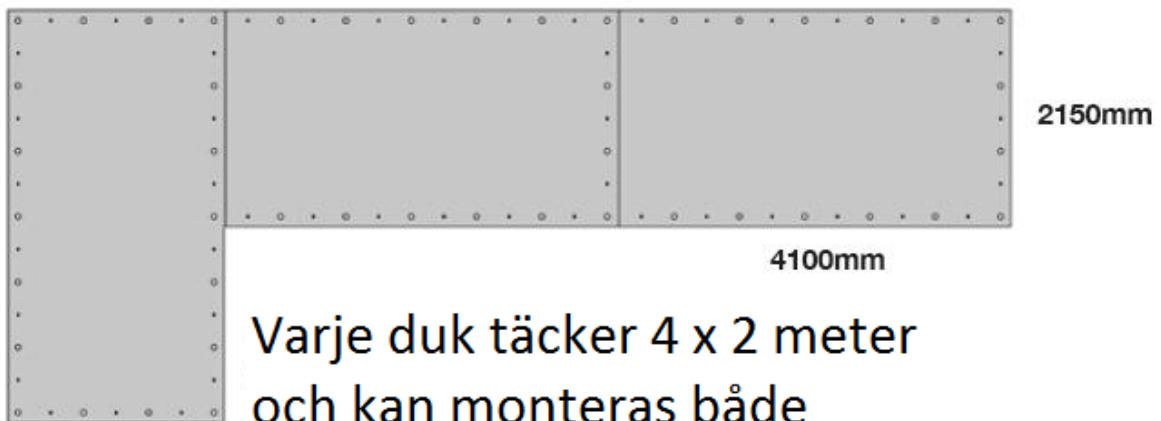 2150mm
4100mm
Varje duk täcker 4 x 2 meter
och kan monteras både